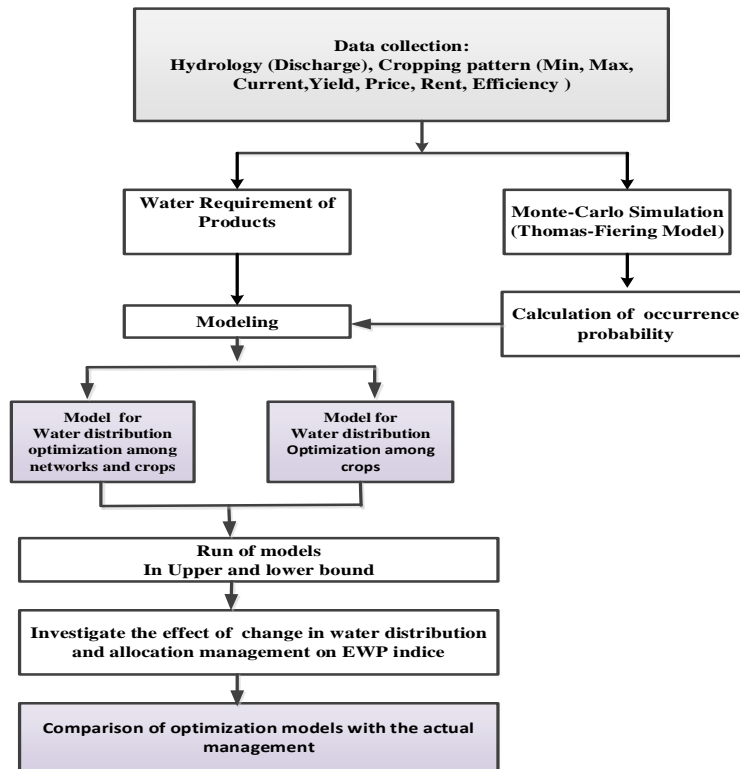 Data collection:
Hydrology (Discharge), Cropping pattern (Min, Max,
Current,Yield, Price, Rent, Efficiency )
Water Requirement of
Products
Monte-Carlo Simulation
(Thomas-Fiering Model)
Modeling
Calculation of occurrence
probability
Model for
Water distribution
optimization among
networks and crops
Model for
Water distribution
Optimization among
crops
Run of models
In Upper and lower bound
Investigate the effect of change in water distribution
and allocation management on EWP indice
Comparison of optimization models with the actual
management